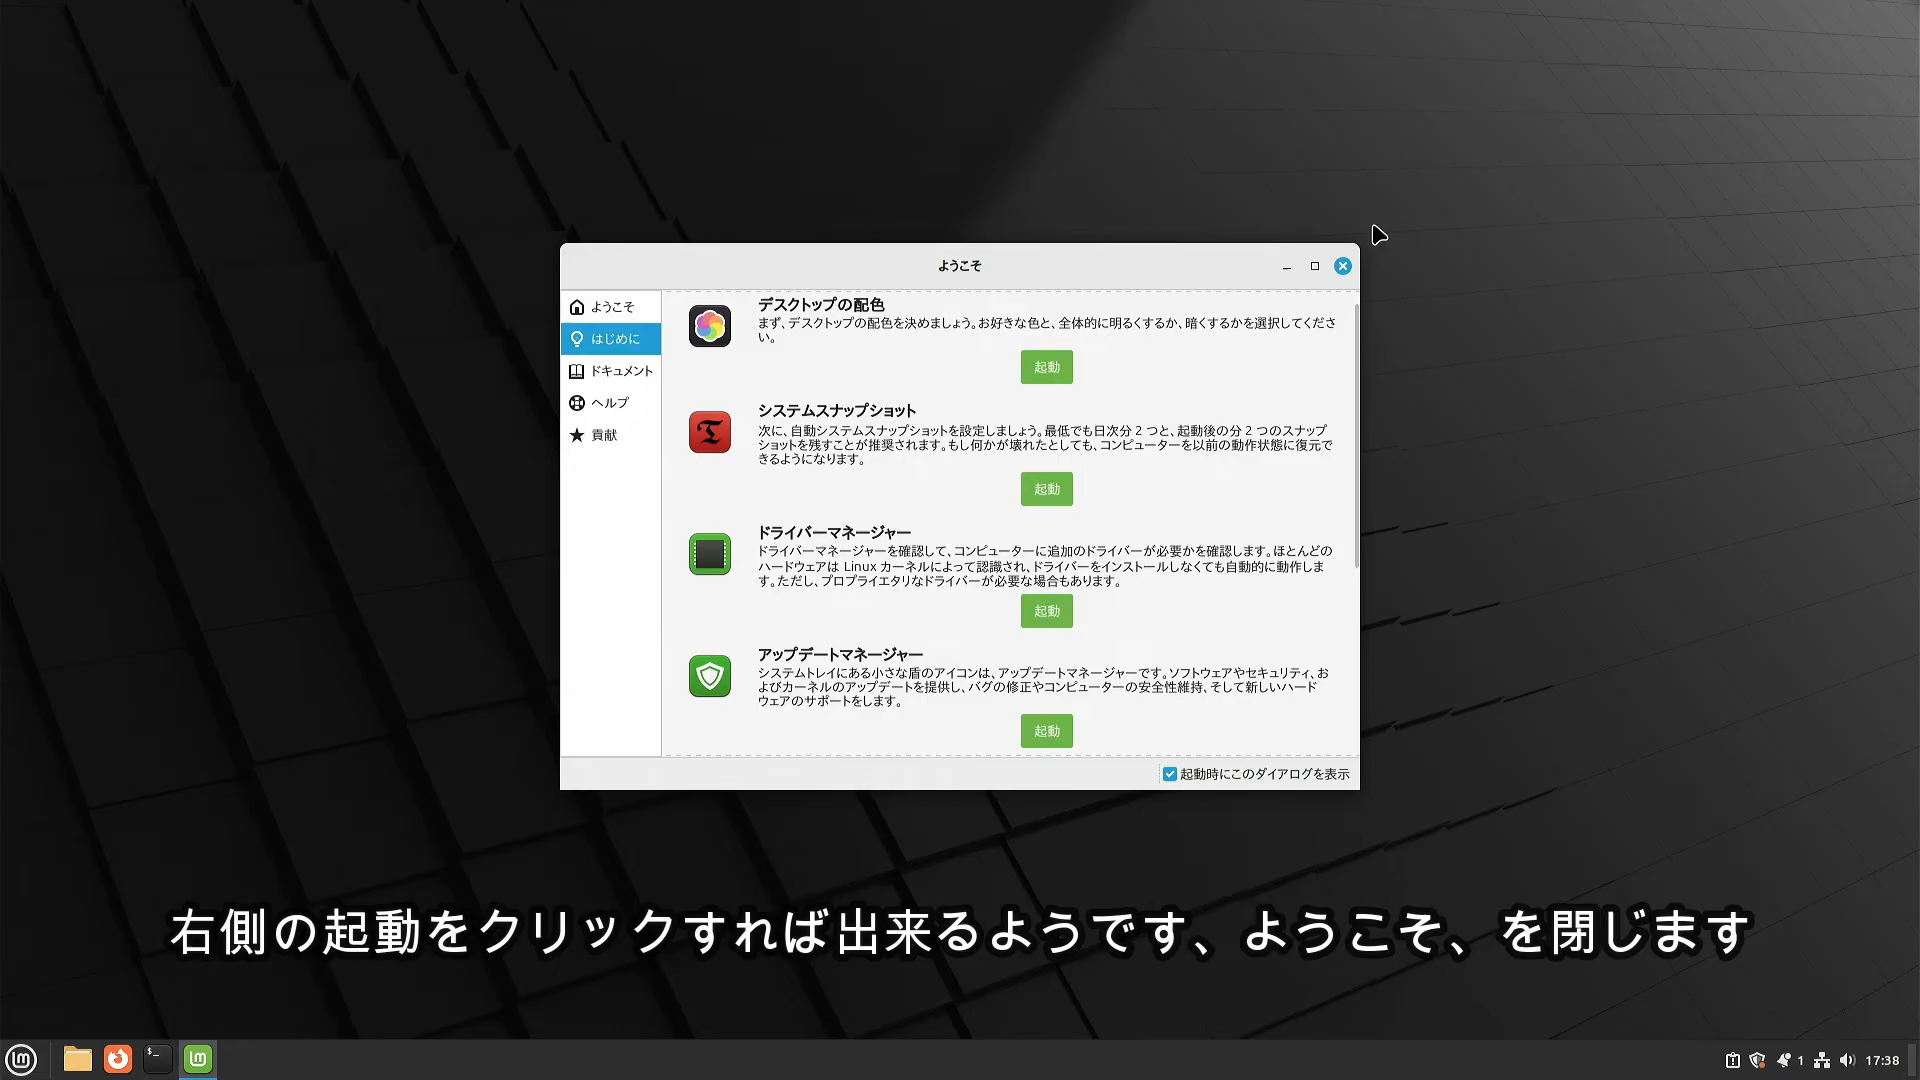 ようこそ
ようこそ
はじめに
ドキュメント
ヘルプ
貢献
デスクトップの配色
まず、デスクトップの配色を決めましょう。お好きな色と、全体的に明るくするか、暗くするかを選択してくださ
い。
起動
システムスナップショット
次に、自動システムスナップショットを設定しましょう。最低でも日次分 2 つと、起動後の分 2 つのスナップ
ショットを残すことが推奨されます。もし何かが壊れたとしても、コンピューターを以前の動作状態に復元で
きるようになります。
起動
ドライバーマネージャー
ドライバーマネージャーを確認して、コンピューターに追加のドライバーが必要かを確認します。ほとんどの
ハードウェアは Linux カーネルによって認識され、ドライバーをインストールしなくても自動的に動作しま
す。ただし、プロプライエタリなドライバーが必要な場合もあります。
起動
アップデートマネージャー
システムトレイにある小さな盾のアイコンは、アップデートマネージャーです。ソフトウェアやセキュリティ、お
よびカーネルのアップデートを提供し、バグの修正やコンピューターの安全性維持、そして新しいハード
ウェアのサポートをします。
起動
起動時にこのダイアログを表示
右側の起動をクリックすれば出来るようです、ようこそ、を閉じます
1
17:38